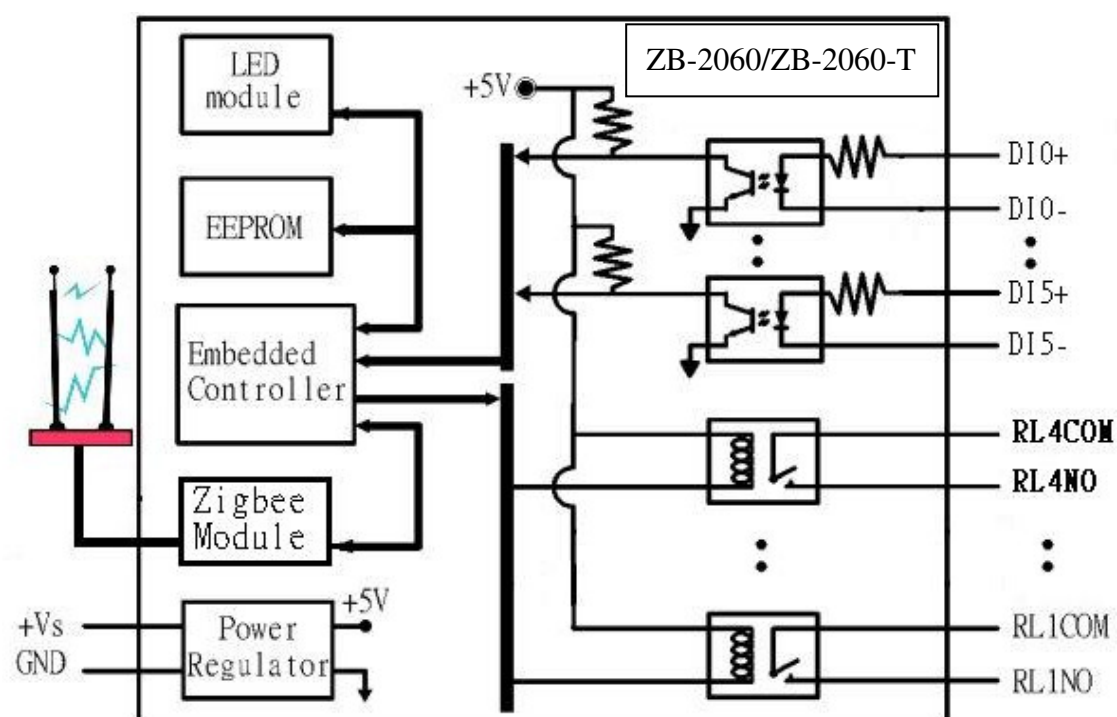 ZB-2060/ZB-2060-T
LED
module
+5V
EEPROM
Embedded
Controller
Zigbee
Module
+Vs
GND
Power
Regulator
+5V
DI0+
DI0-
DI5+
DI5-
RL4COM
RL4NO
RL1COM
RL1NO